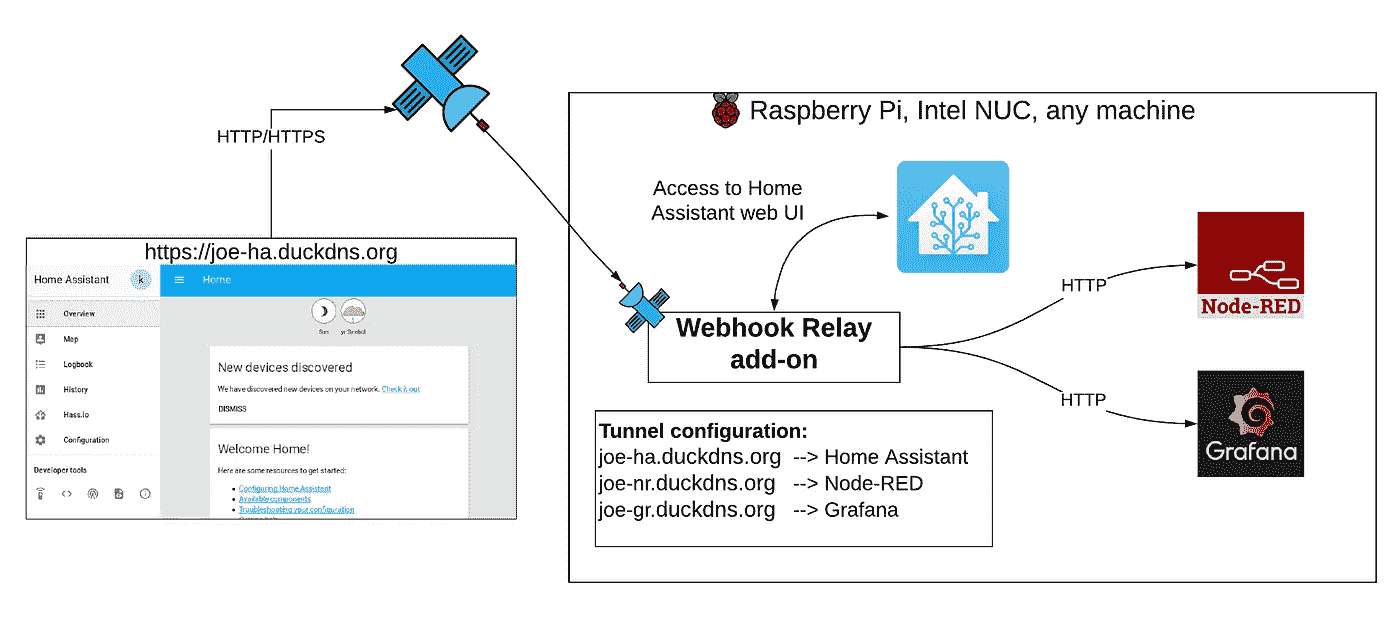 Raspberry Pi, Intel NUC, any machine
HTTP/HTTPS
Access to Home
Assistant web UI
https://joe-ha.duckdns.org
Home Assistant
k
Home
Overview
Map
Logbook
History
Hass.io
Configuration
Developer tools
Sun
yr Symbol
New devices discovered
We have discovered new devices on your network. Check it out
DISMISS
Welcome Home!
Here are some resources to get started:
Configuring Home Assistant
Available components
Troubleshooting your configuration
Webhook Relay
add-on
HTTP
Node-RED
HTTP
Grafana
Tunnel configuration:
joe-ha.duckdns.org --> Home Assistant
joe-nr.duckdns.org --> Node-RED
joe-gr.duckdns.org --> Grafana